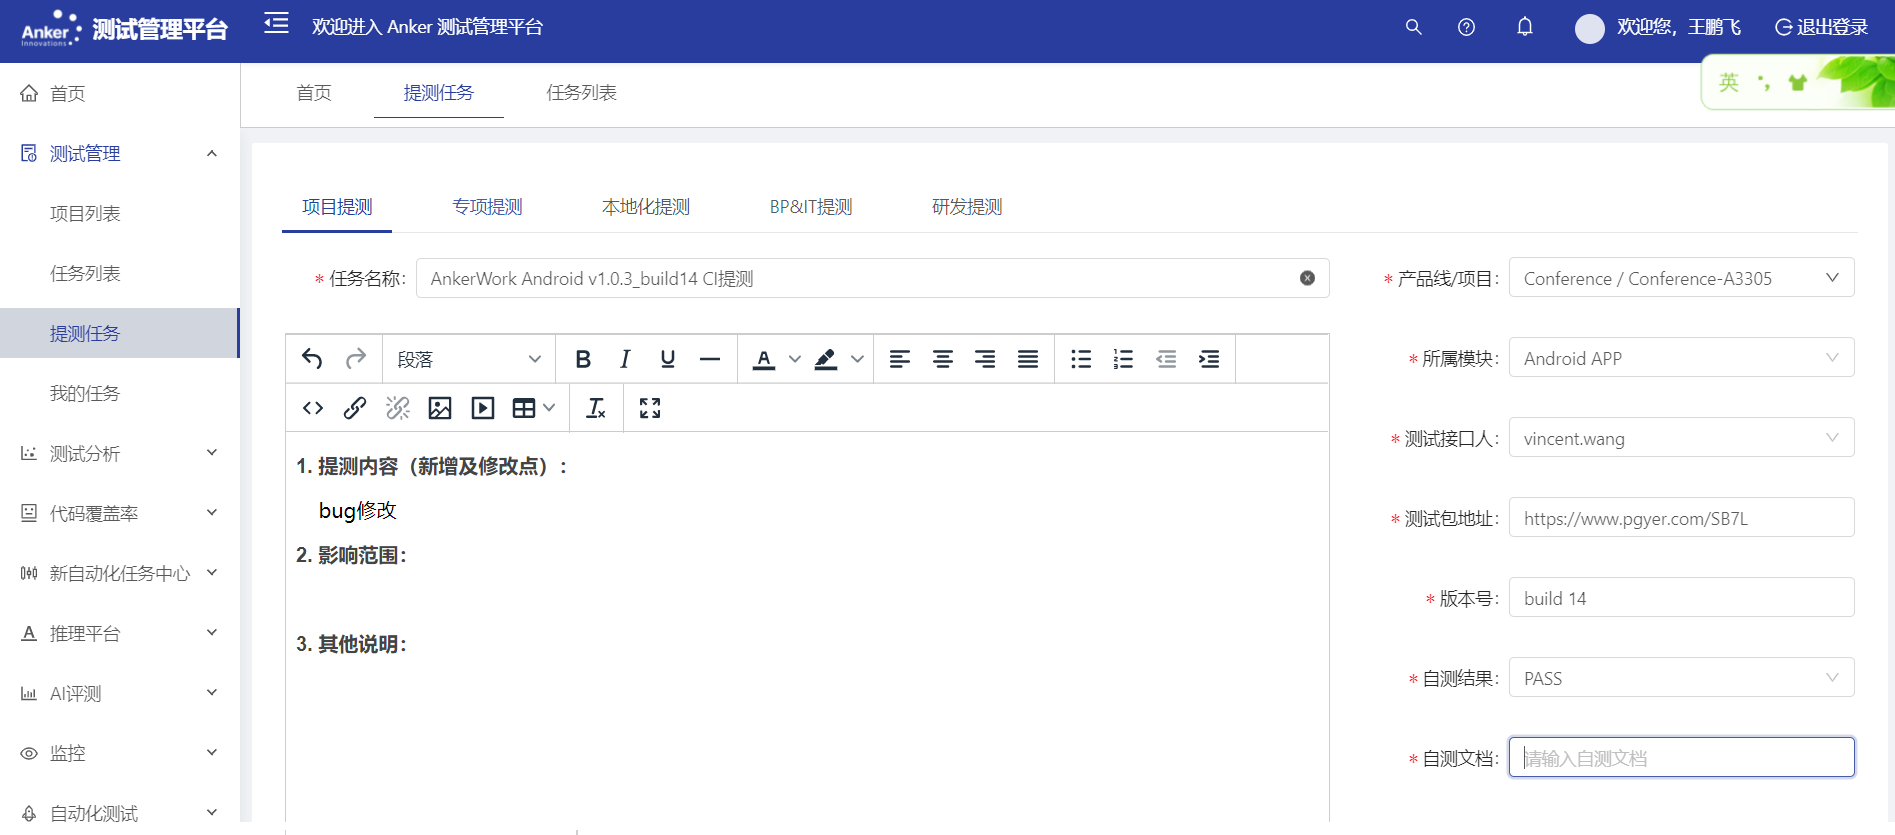 Anker Innovations 测试管理平台
欢迎进入 Anker 测试管理平台
欢迎您，王鹏飞
退出登录
英
首页
测试管理
项目列表
任务列表
提测任务
我的任务
测试分析
代码覆盖率
新自动化任务中心
推理平台
AI评测
监控
自动化测试
首页 提测任务 任务列表
项目提测 专项提测 本地化提测 BP&IT提测 研发提测
* 任务名称: AnkerWork Android v1.0.3_build14 CI提测
段落
1. 提测内容（新增及修改点）:
bug修改
2. 影响范围:
3. 其他说明:
* 产品线/项目: Conference / Conference-A3305
* 所属模块: Android APP
* 测试接口人: vincent.wang
* 测试包地址: https://www.pgyer.com/SB7L
* 版本号: build 14
* 自测结果: PASS
* 自测文档: 请输入自测文档